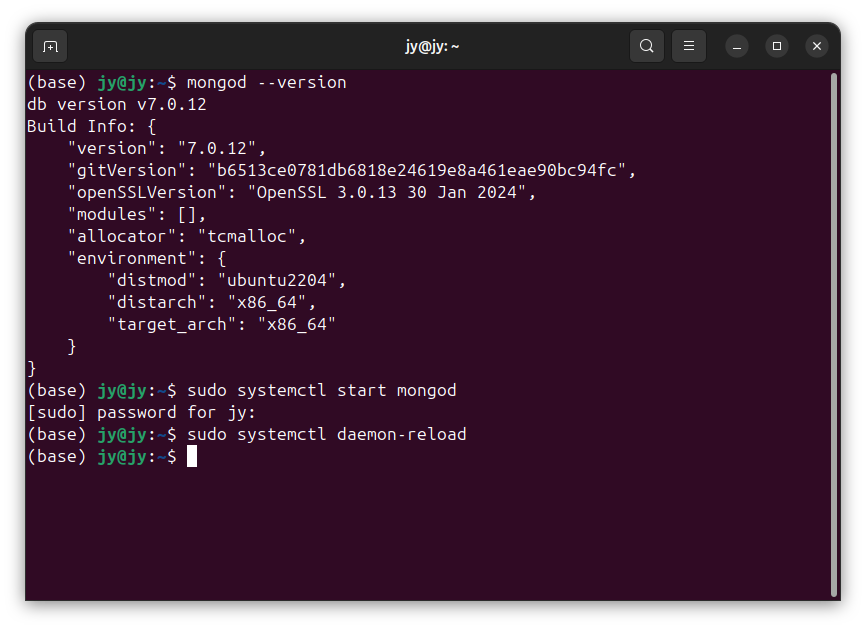 jy@jy: ~
(base) jy@jy:~$ mongod --version
db version v7.0.12
Build Info: {
    "version": "7.0.12",
    "gitVersion": "b6513ce0781db6818e24619e8a461eae90bc94fc",
    "openSSLVersion": "OpenSSL 3.0.13 30 Jan 2024",
    "modules": [],
    "allocator": "tcmalloc",
    "environment": {
        "distmod": "ubuntu2204",
        "distarch": "x86_64",
        "target_arch": "x86_64"
    }
}
(base) jy@jy:~$ sudo systemctl start mongod
[sudo] password for jy:
(base) jy@jy:~$ sudo systemctl daemon-reload
(base) jy@jy:~$